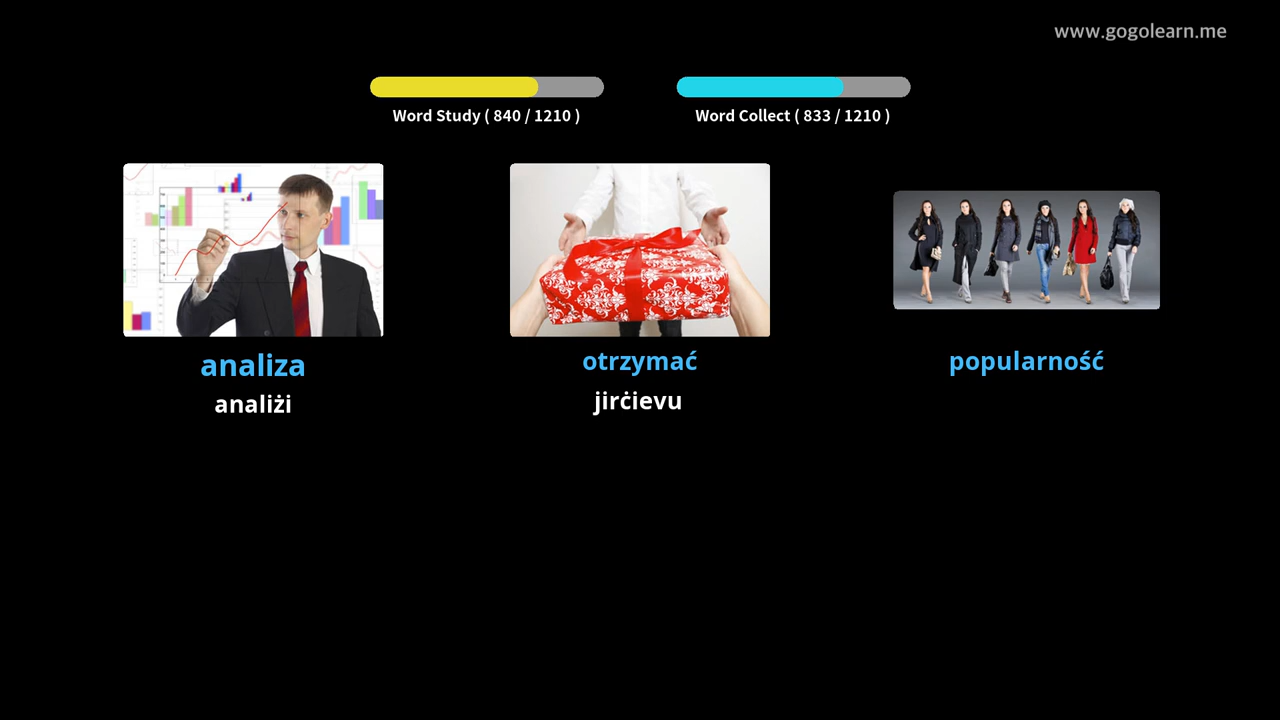 www.gogolearn.me
Word Study ( 840 / 1210 )
Word Collect ( 833 / 1210 )
analiza
analiżi
otrzymać
jirċievu
popularność